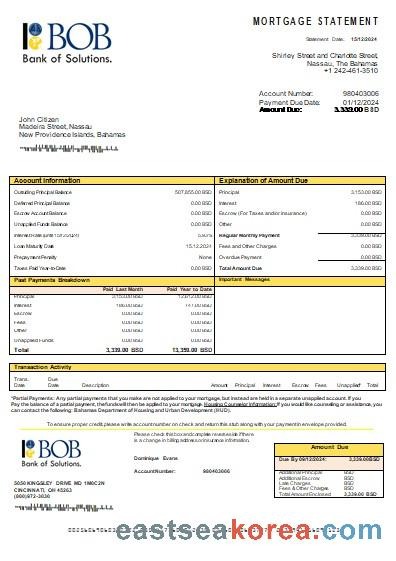 BOB
Bank of Solutions.
MORTGAGE STATEMENT
Statement Date: 15/12/2024
Shirley Street and Charlotte Street,
Nassau, The Bahamas
+1 242-461-3510
Account Number: 980403006
Payment Due Date: 01/12/2024
Amount Due: 3,339.00 BSD
John Citizen
Madeira Street, Nassau
New Providence Islands, Bahamas
Account Information
Outstanding Principal Balance 507,855.00 BSD
Deferred Principal Balance 0.00 BSD
Escrow Account Balance 0.00 BSD
Unapplied Funds Balance 0.00 BSD
Interest Rate
Loan Maturity Date 15.12.2024
Prepayment Penalty None
Taxes Paid Year-to-Date 0.00 BSD
Explanation of Amount Due
Principal 3,153.00 BSD
Interest 186.00 BSD
Escrow (For Taxes and/or Insurance) 0.00 BSD
Other 0.00 BSD
Regular Monthly Payment 3,339.00 BSD
Fees and Other Charges 0.00 BSD
Overdue Payment 0.00 BSD
Total Amount Due 3,339.00 BSD
Past Payments Breakdown
Paid Last Month Paid Year to Date
Principal 3,153.00 BSD 12,612.00 BSD
Interest 186.00 BSD
Escrow 0.00 BSD 0.00 BSD
Fees 0.00 BSD 0.00 BSD
Other 0.00 BSD 0.00 BSD
Unapplied Funds 0.00 BSD 0.00 BSD
Total 3,339.00 BSD 13,359.00 BSD
Important Messages
Transaction Activity
Trans. Date Due Date Description Amount Principal Interest Escrow Fees Unapplied* Total
*Partial Payments: Any partial payments that you make are not applied to your mortgage, but instead are held in a separate unapplied account. If you
Pay the balance of a partial payment, the funds will then be applied to your mortgage. Housing Counselor Information: If you would like counseling or assistance, you
can contact the following: Bahamas Department of Housing and Urban Development (HUD).
To ensure proper credit please write account number on check and return this stub along with your payment in envelope provided.
BOB
Bank of Solutions.
Please check this box and complete reverse side if there
is a change in billing address or insurance information.
Dominique Evans
Account Number: 980403006
5050 KINGSLEY DRIVE MD 1MOC2N
CINCINNATI, OH 45263
(800)972-3030
Amount Due
Due By 09/12/2024: 3,339.00BSD
Additional Principal BSD
Additional Escrow BSD
Late Charges BSD
Fees & Other Charges BSD
Total Amount Enclosed 3,339.00 BSD
eastseakorea.com